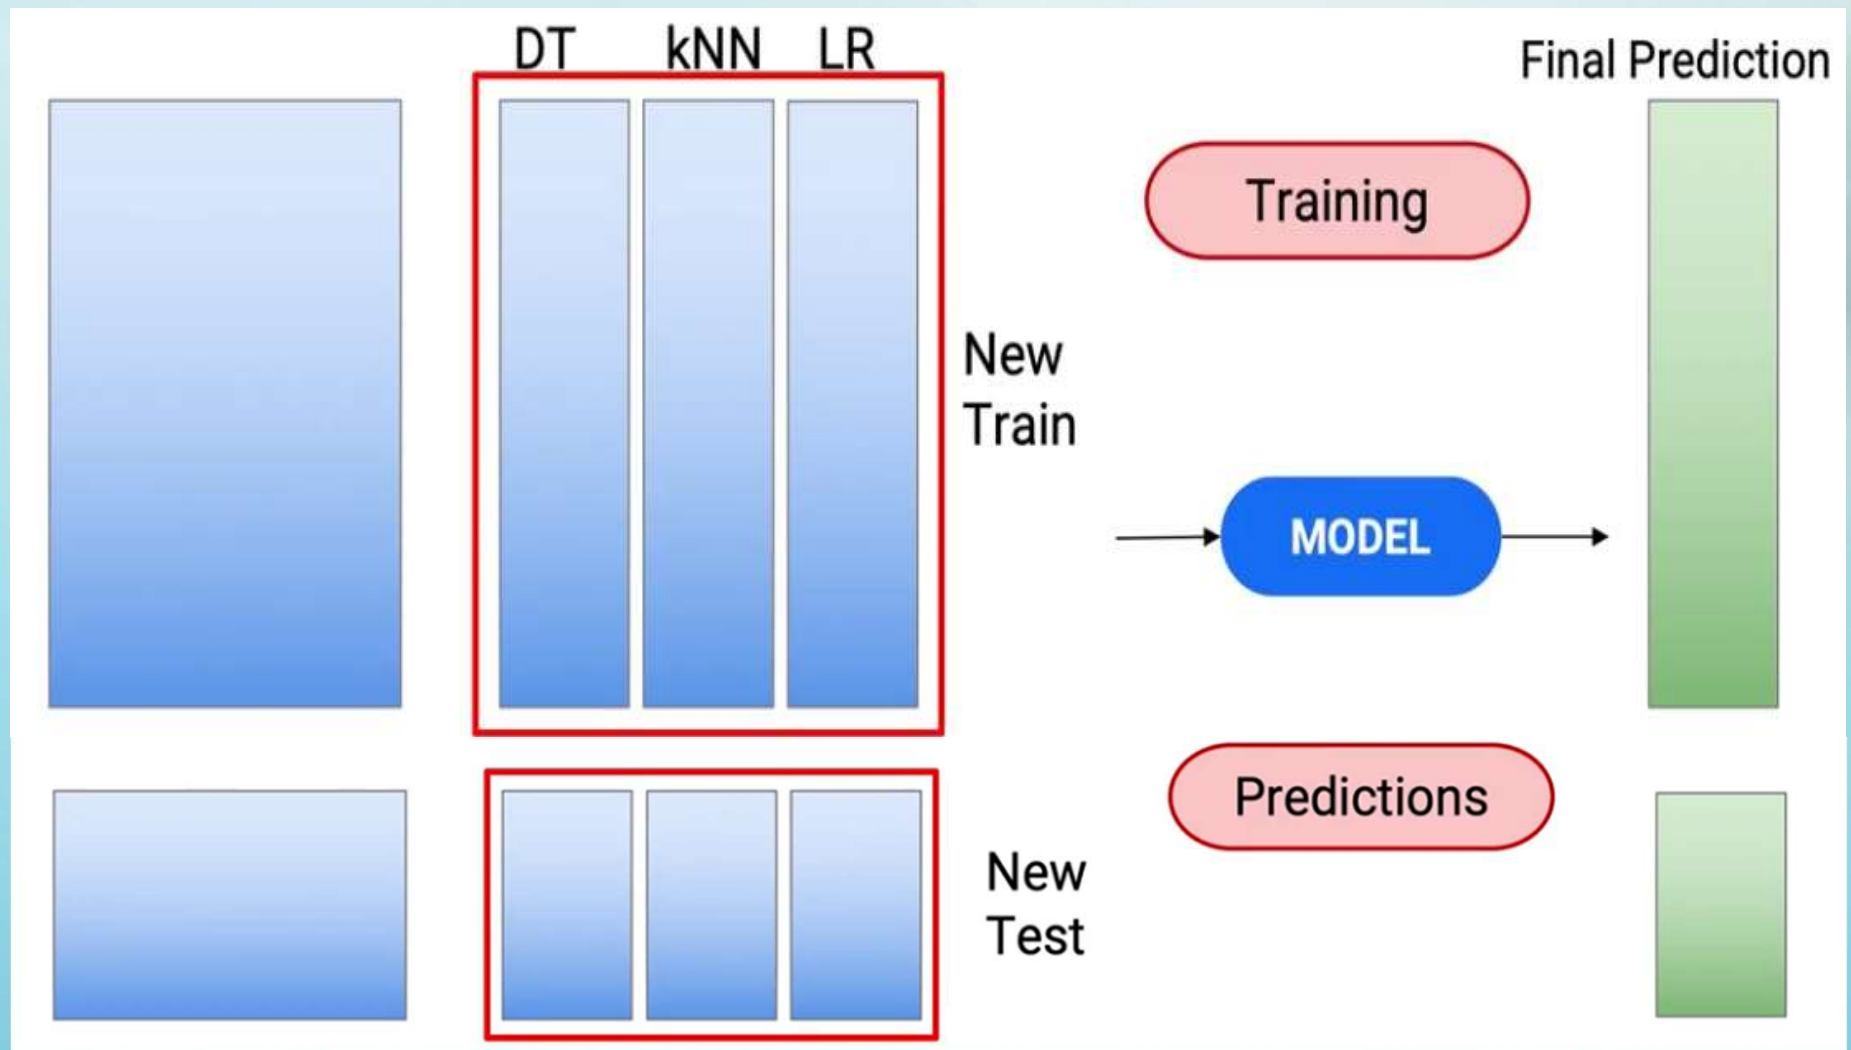 DT kNN LR
Final Prediction
Training
New
Train
MODEL
Predictions
New
Test